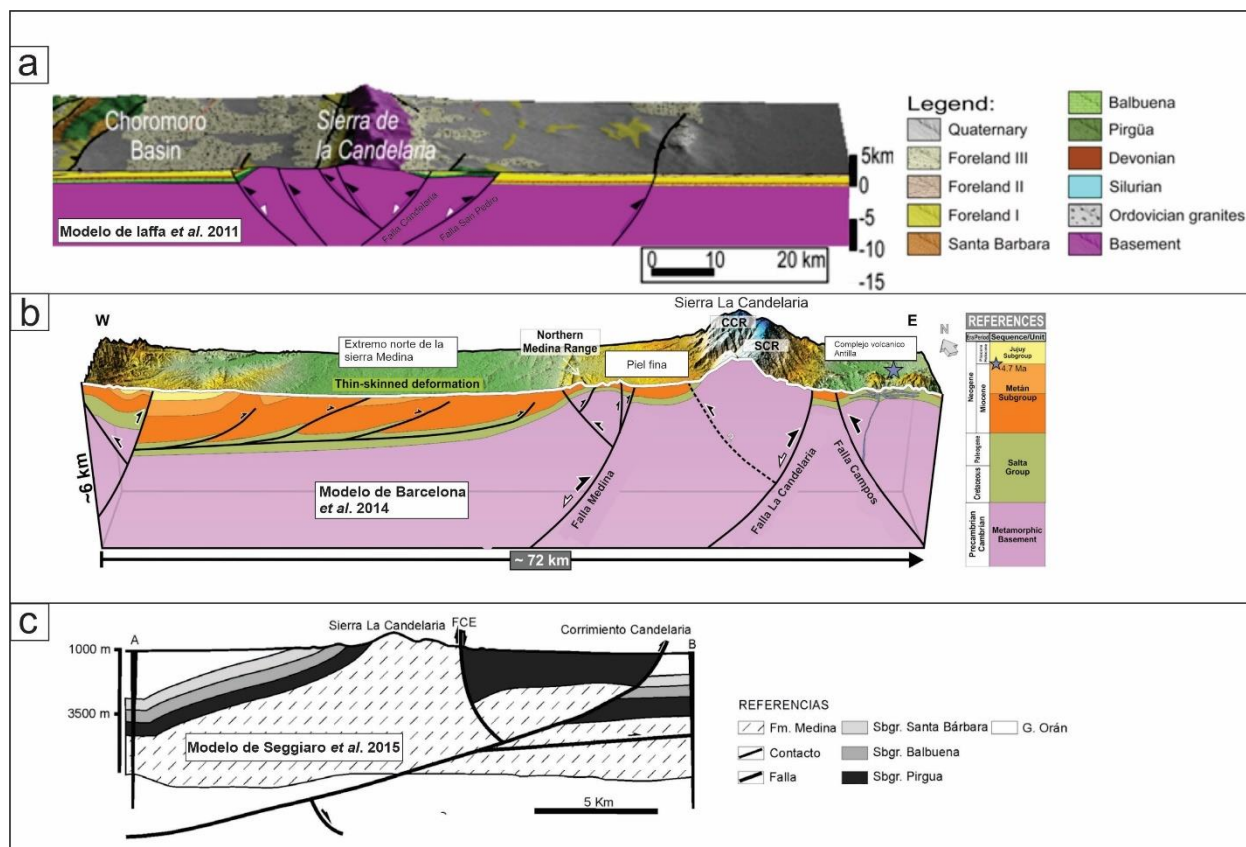 a
Choromoro
Basin
Sierra de
la Candelaria
Falla Candelaria
Falla San Pedro
Modelo de Iaffa et al. 2011
5km
0
-5
-10
-15
0 10 20 km
Legend:
Quaternary
Foreland III
Foreland II
Foreland I
Santa Barbara
Balbuena
Pirgüa
Devonian
Silurian
Ordovician granites
Basement
b
W
Extremo norte de la
sierra Medina
Thin-skinned deformation
Northern
Medina Range
Piel fina
Sierra La Candelaria
CCR
SCR
Complejo volcanico
Antilla
E
N
~6 km
Modelo de Barcelona
et al. 2014
Falla Medina
Falla La Candelaria
Falla Campos
~ 72 km
REFERENCES
Era Period Sequence/Unit
Neogene
Miocene
Paleogene
Cretaceous
Precambrian
Cambrian
Jujuy
Subgroup
4.7 Ma
Metán
Subgroup
Salta
Group
Metamorphic
Basement
c
A
Sierra La Candelaria
FCE
Corrimiento Candelaria
B
1000 m
3500 m
Modelo de Seggiaro et al. 2015
5 Km
REFERENCIAS
Fm. Medina
Contacto
Falla
Sbgr. Santa Bárbara
Sbgr. Balbuena
Sbgr. Pirgua
G. Orán